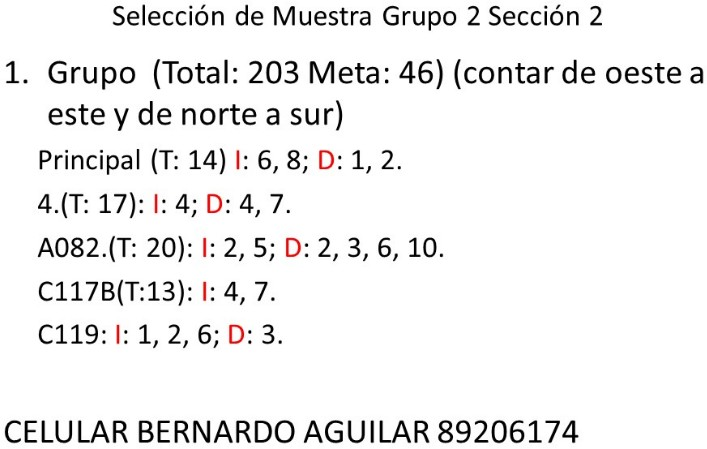 Selección de Muestra Grupo 2 Sección 2
1. Grupo (Total: 203 Meta: 46) (contar de oeste a
este y de norte a sur)
Principal (T: 14) I: 6, 8; D: 1, 2.
4.(T: 17): I: 4; D: 4, 7.
A082.(T: 20): I: 2, 5; D: 2, 3, 6, 10.
C117B(T:13): I: 4, 7.
C119: I: 1, 2, 6; D: 3.
CELULAR BERNARDO AGUILAR 89206174